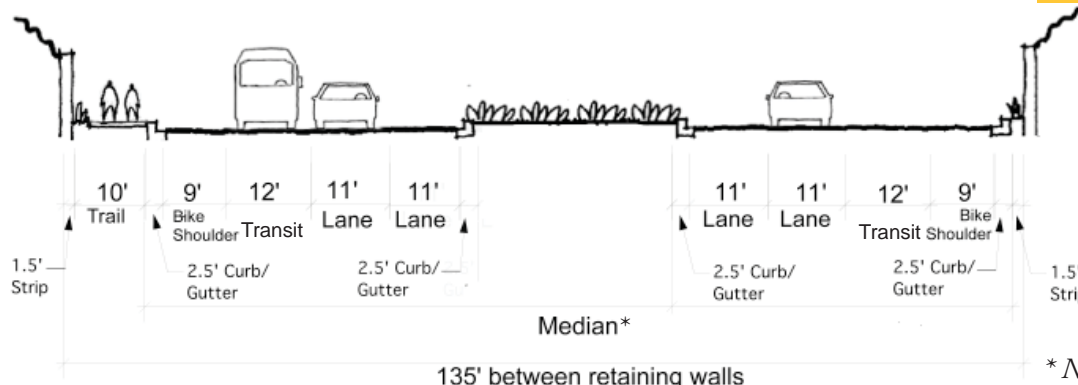 10' 9' 12' 11' 11' 11' 11' 12' 9'
Trail Bike Shoulder Transit Lane Lane Lane Lane Transit Bike Shoulder
1.5' Strip
2.5' Curb/ Gutter
2.5' Curb/ Gutter
2.5' Curb/ Gutter
2.5' Curb/ Gutter
1.5'
Median*
135' between retaining walls